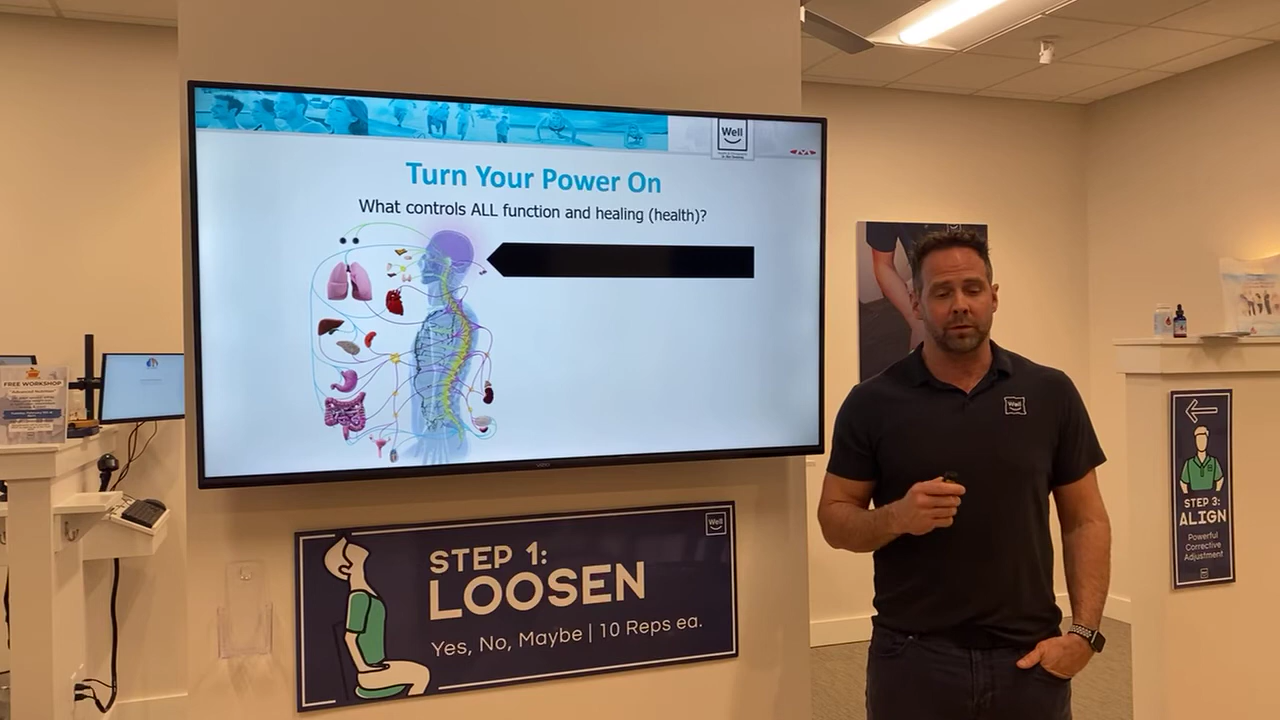 Well
Turn Your Power On
What controls ALL function and healing (health)?
FREE WORKSHOP
Well
STEP 1:
LOOSEN
Yes, No, Maybe | 10 Reps ea.
Well
STEP 3:
ALIGN
Powerful
Corrective
Adjustment